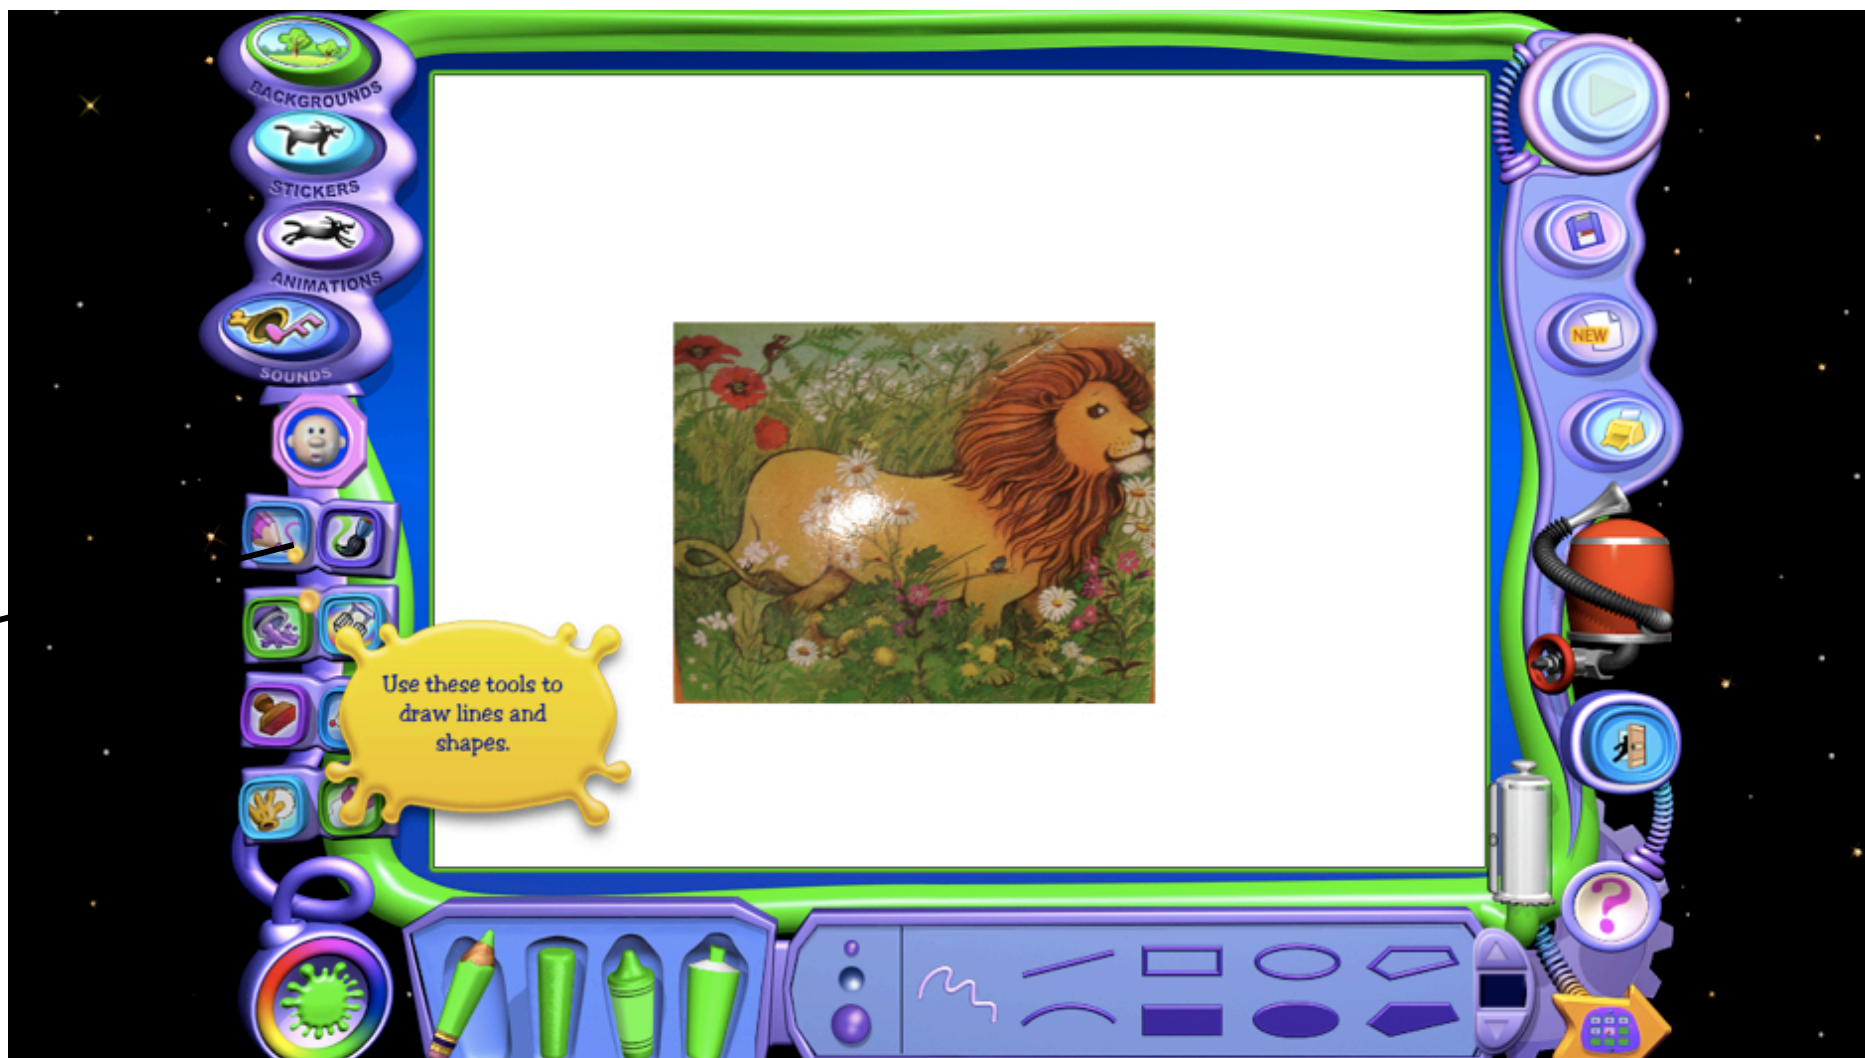 BACKGROUNDS
STICKERS
ANIMATIONS
SOUNDS
NEW
Use these tools to
draw lines and
shapes.
?